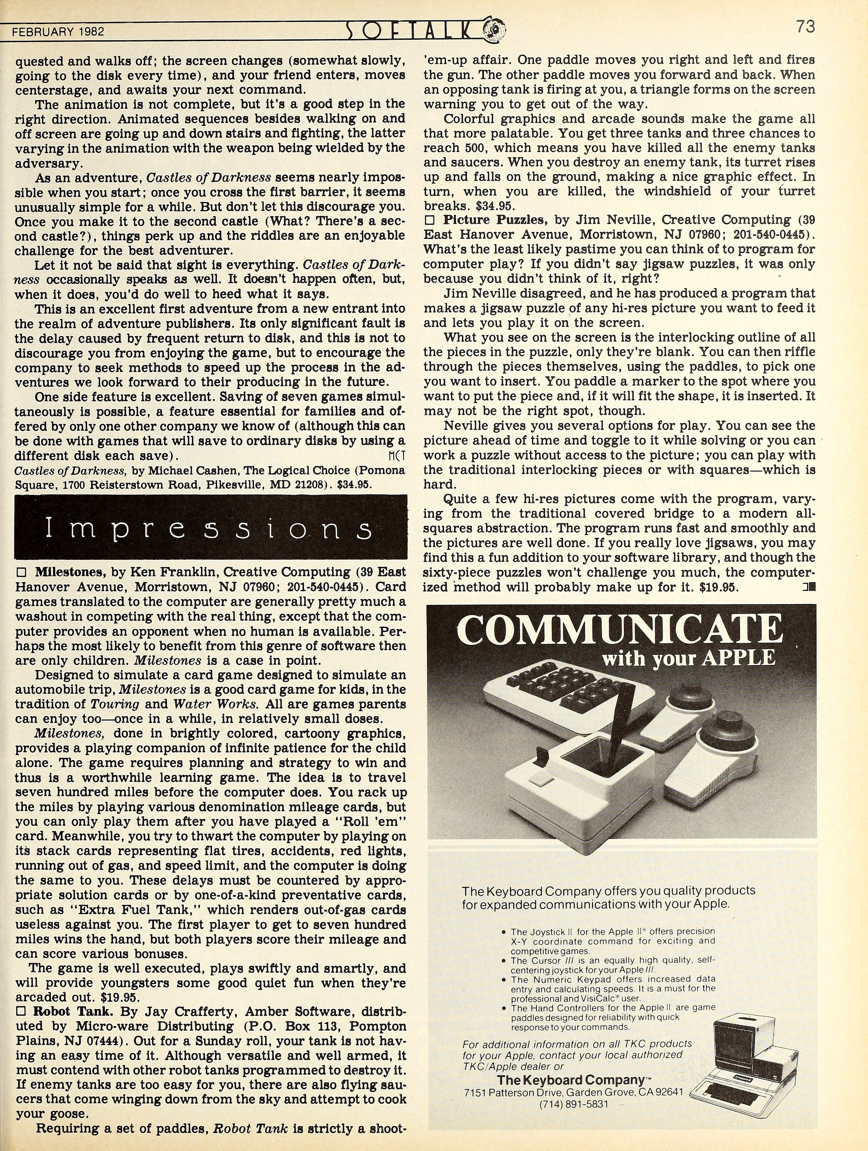 FEBRUARY 1982
SOFTALK
73
quested and walks off; the screen changes (somewhat slowly,
going to the disk every time), and your friend enters, moves
centerstage, and awaits your next command.
The animation is not complete, but it's a good step in the
right direction. Animated sequences besides walking on and
off screen are going up and down stairs and fighting, the latter
varying in the animation with the weapon being wielded by the
adversary.
As an adventure, Castles of Darkness seems nearly impos-
sible when you start; once you cross the first barrier, it seems
unusually simple for a while. But don't let this discourage you.
Once you make it to the second castle (What? There's a sec-
ond castle?), things perk up and the riddles are an enjoyable
challenge for the best adventurer.
Let it not be said that sight is everything. Castles of Dark-
ness occasionally speaks as well. It doesn't happen often, but,
when it does, you'd do well to heed what it says.
This is an excellent first adventure from a new entrant into
the realm of adventure publishers. Its only significant fault is
the delay caused by frequent return to disk, and this is not to
discourage you from enjoying the game, but to encourage the
company to seek methods to speed up the process in the ad-
ventures we look forward to their producing in the future.
One side feature is excellent. Saving of seven games simul-
taneously is possible, a feature essential for families and of-
fered by only one other company we know of (although this can
be done with games that will save to ordinary disks by using a
different disk each save). MCT
Castles of Darkness, by Michael Cashen, The Logical Choice (Pomona
Square, 1700 Reisterstown Road, Pikesville, MD 21208). $34.95.
Impressions
□ Milestones, by Ken Franklin, Creative Computing (39 East
Hanover Avenue, Morristown, NJ 07960; 201-540-0445). Card
games translated to the computer are generally pretty much a
washout in competing with the real thing, except that the com-
puter provides an opponent when no human is available. Per-
haps the most likely to benefit from this genre of software then
are only children. Milestones is a case in point.
Designed to simulate a card game designed to simulate an
automobile trip, Milestones is a good card game for kids, in the
tradition of Touring and Water Works. All are games parents
can enjoy too—once in a while, in relatively small doses.
Milestones, done in brightly colored, cartoony graphics,
provides a playing companion of infinite patience for the child
alone. The game requires planning and strategy to win and
thus is a worthwhile learning game. The idea is to travel
seven hundred miles before the computer does. You rack up
the miles by playing various denomination mileage cards, but
you can only play them after you have played a "Roll 'em"
card. Meanwhile, you try to thwart the computer by playing on
its stack cards representing flat tires, accidents, red lights,
running out of gas, and speed limit, and the computer is doing
the same to you. These delays must be countered by appro-
priate solution cards or by one-of-a-kind preventative cards,
such as "Extra Fuel Tank," which renders out-of-gas cards
useless against you. The first player to get to seven hundred
miles wins the hand, but both players score their mileage and
can score various bonuses.
The game is well executed, plays swiftly and smartly, and
will provide youngsters some good quiet fun when they're
arcaded out. $19.95.
□ Robot Tank. By Jay Crafferty, Amber Software, distrib-
uted by Micro-ware Distributing (P.O. Box 113, Pompton
Plains, NJ 07444). Out for a Sunday roll, your tank is not hav-
ing an easy time of it. Although versatile and well armed, it
must contend with other robot tanks programmed to destroy it.
If enemy tanks are too easy for you, there are also flying sau-
cers that come winging down from the sky and attempt to cook
your goose.
Requiring a set of paddles, Robot Tank is strictly a shoot-
'em-up affair. One paddle moves you right and left and fires
the gun. The other paddle moves you forward and back. When
an opposing tank is firing at you, a triangle forms on the screen
warning you to get out of the way.
Colorful graphics and arcade sounds make the game all
that more palatable. You get three tanks and three chances to
reach 500, which means you have killed all the enemy tanks
and saucers. When you destroy an enemy tank, its turret rises
up and falls on the ground, making a nice graphic effect. In
turn, when you are killed, the windshield of your turret
breaks. $34.95.
□ Picture Puzzles, by Jim Neville, Creative Computing (39
East Hanover Avenue, Morristown, NJ 07960; 201-540-0445).
What's the least likely pastime you can think of to program for
computer play? If you didn't say jigsaw puzzles, it was only
because you didn't think of it, right?
Jim Neville disagreed, and he has produced a program that
makes a jigsaw puzzle of any hi-res picture you want to feed it
and lets you play it on the screen.
What you see on the screen is the interlocking outline of all
the pieces in the puzzle, only they're blank. You can then riffle
through the pieces themselves, using the paddles, to pick one
you want to insert. You paddle a marker to the spot where you
want to put the piece and, if it will fit the shape, it is inserted. It
may not be the right spot, though.
Neville gives you several options for play. You can see the
picture ahead of time and toggle to it while solving or you can
work a puzzle without access to the picture; you can play with
the traditional interlocking pieces or with squares—which is
hard.
Quite a few hi-res pictures come with the program, vary-
ing from the traditional covered bridge to a modern all-
squares abstraction. The program runs fast and smoothly and
the pictures are well done. If you really love jigsaws, you may
find this a fun addition to your software library, and though the
sixty-piece puzzles won't challenge you much, the computer-
ized method will probably make up for it. $19.95.
COMMUNICATE
with your APPLE
The Keyboard Company offers you quality products
for expanded communications with your Apple.
• The Joystick II for the Apple II® offers precision
X-Y coordinate command for exciting and
competitive games.
• The Cursor III is an equally high quality, self-
centering joystick for your Apple III.
• The Numeric Keypad offers increased data
entry and calculating speeds. It is a must for the
professional and VisiCalc® user.
• The Hand Controllers for the Apple II are game
paddles designed for reliability with quick
response to your commands.
For additional information on all TKC products
for your Apple, contact your local authorized
TKC/Apple dealer or
The Keyboard Company™
7151 Patterson Drive, Garden Grove, CA 92641
(714) 891-5831